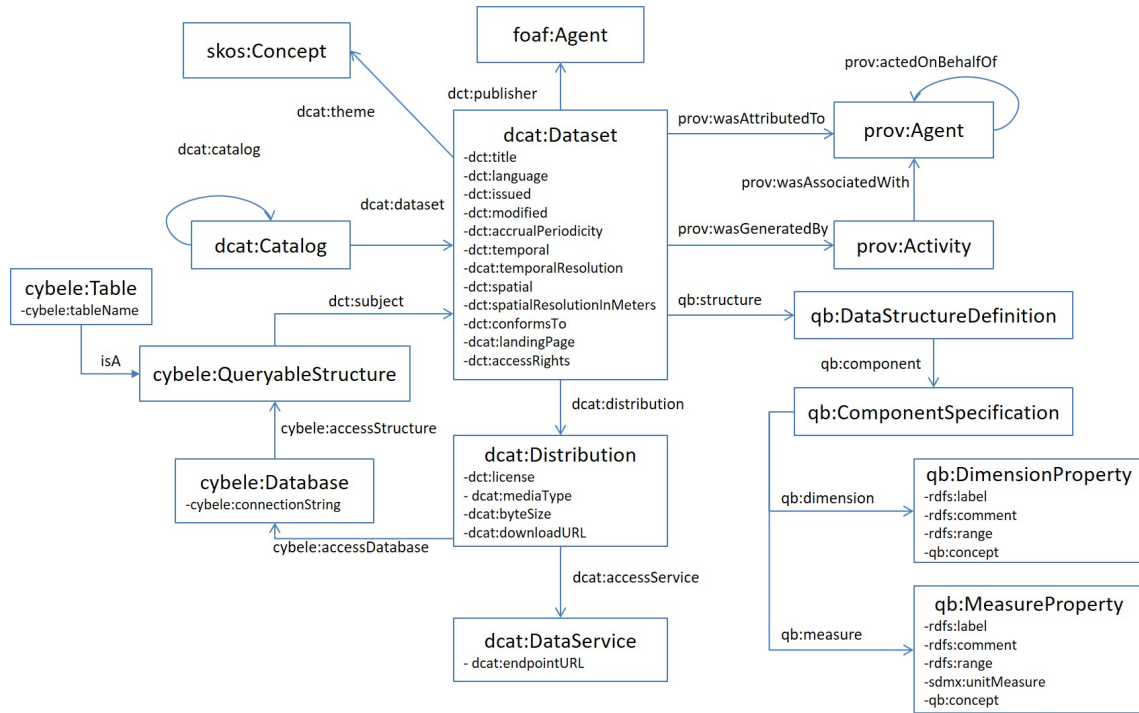 foaf:Agent
skos:Concept
prov:actedOnBehalfOf
dct:publisher
dcat:theme
dcat:Dataset
-dct:title
-dct:language
-dct:issued
-dct:modified
-dct:accrualPeriodicity
-dct:temporal
-dcat:temporalResolution
-dct:spatial
-dct:spatialResolutionInMeters
-dct:conformsTo
-dcat:landingPage
-dct:accessRights
prov:wasAttributedTo
prov:Agent
dcat:catalog
prov:wasAssociatedWith
dcat:dataset
dcat:Catalog
prov:wasGeneratedBy
prov:Activity
cybele:Table
-cybele:tableName
dct:subject
qb:structure
qb:DataStructureDefinition
isA
cybele:QueryableStructure
qb:component
dcat:distribution
qb:ComponentSpecification
cybele:accessStructure
dcat:Distribution
-dct:license
- dcat:mediaType
-dcat:byteSize
-dcat:downloadURL
cybele:Database
-cybele:connectionString
cybele:accessDatabase
qb:dimension
qb:DimensionProperty
-rdfs:label
-rdfs:comment
-rdfs:range
-qb:concept
dcat:accessService
dcat:DataService
- dcat:endpointURL
qb:measure
qb:MeasureProperty
-rdfs:label
-rdfs:comment
-rdfs:range
-sdmx:unitMeasure
-qb:concept